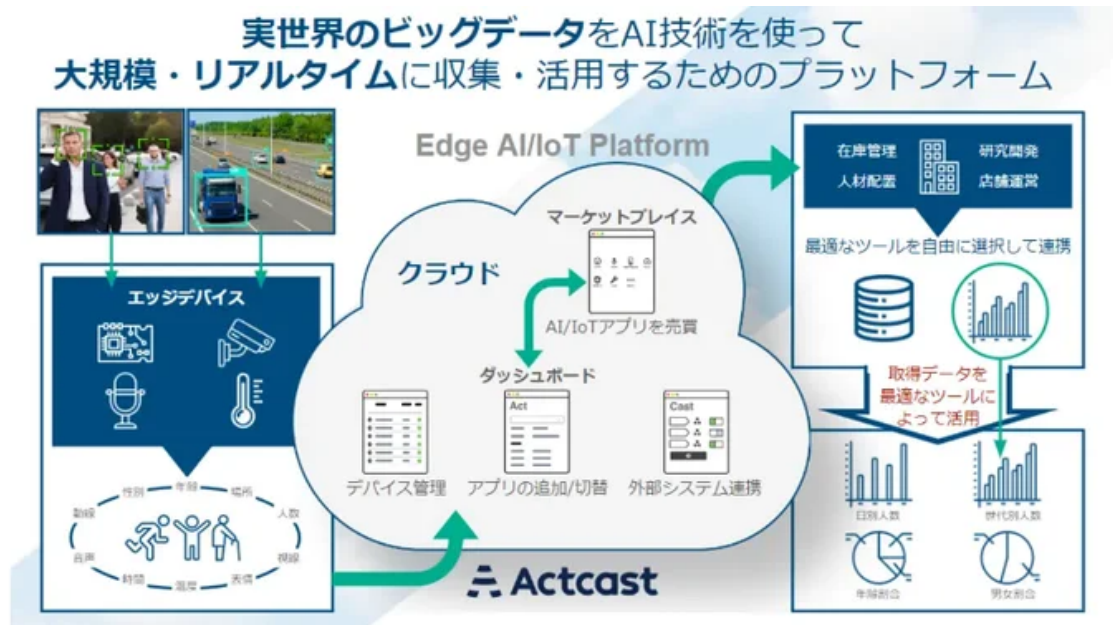 実世界のビッグデータをAI技術を使って
大規模・リアルタイムに収集・活用するためのプラットフォーム
Edge AI/IoT Platform
エッジデバイス
性別
年齢
場所
動線
人数
音声
視線
時間
温度
表情
クラウド
マーケットプレイス
AI/IoTアプリを売買
ダッシュボード
Act
Cast
デバイス管理
アプリの追加/切替
外部システム連携
Actcast
在庫管理
研究開発
人材配置
店舗運営
最適なツールを自由に選択して連携
取得データを
最適なツールに
よって活用
日別人数
世代別人数
年齢割合
男女割合